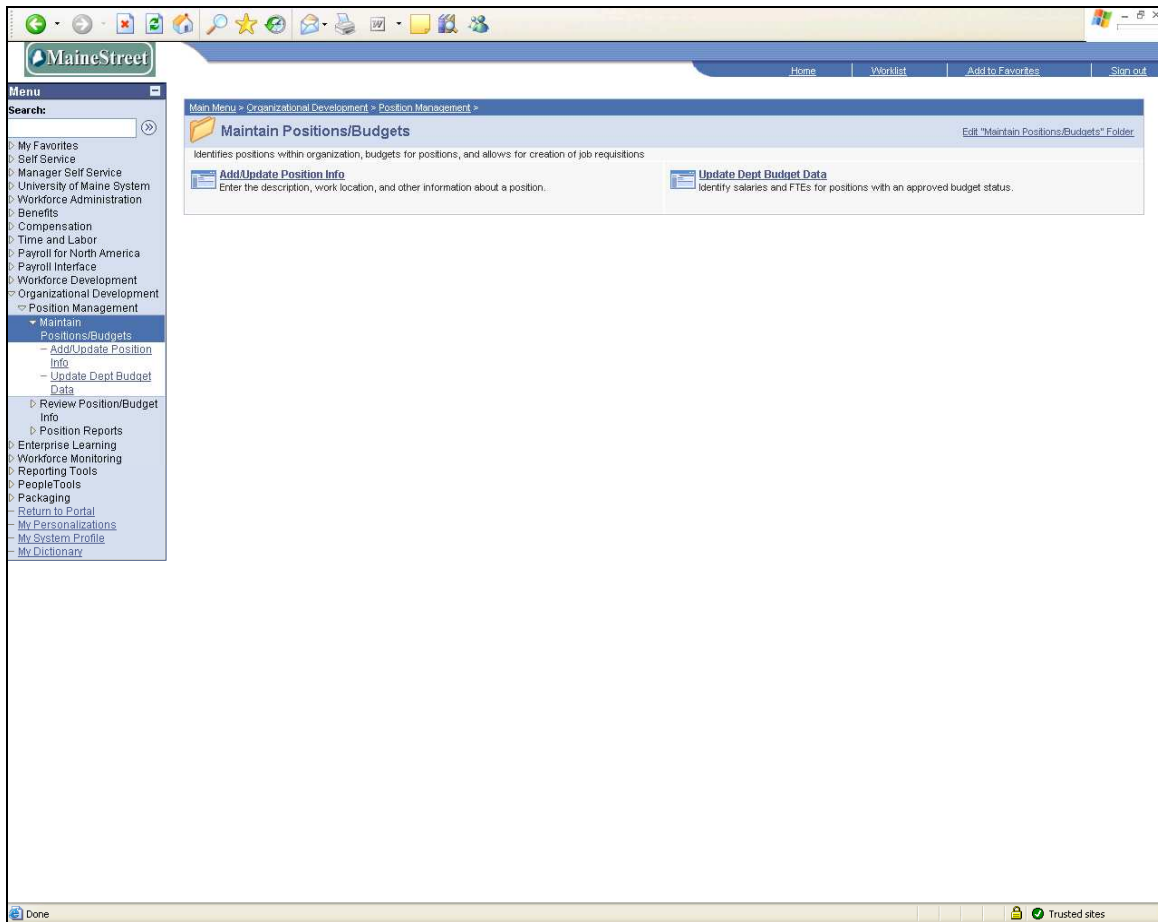 MaineStreet
Home
Worklist
Add to Favorites
Sign out
Menu
Search:
My Favorites
Self Service
Manager Self Service
University of Maine System
Workforce Administration
Benefits
Compensation
Time and Labor
Payroll for North America
Payroll Interface
Workforce Development
Organizational Development
Position Management
Maintain
Positions/Budgets
– Add/Update Position
Info
– Update Dept Budget
Data
Review Position/Budget
Info
Position Reports
Enterprise Learning
Workforce Monitoring
Reporting Tools
PeopleTools
Packaging
– Return to Portal
– My Personalizations
– My System Profile
– My Dictionary
Main Menu > Organizational Development > Position Management >
Maintain Positions/Budgets
Edit "Maintain Positions/Budgets" Folder
Identifies positions within organization, budgets for positions, and allows for creation of job requisitions
Add/Update Position Info
Enter the description, work location, and other information about a position.
Update Dept Budget Data
Identify salaries and FTEs for positions with an approved budget status.
Done
Trusted sites